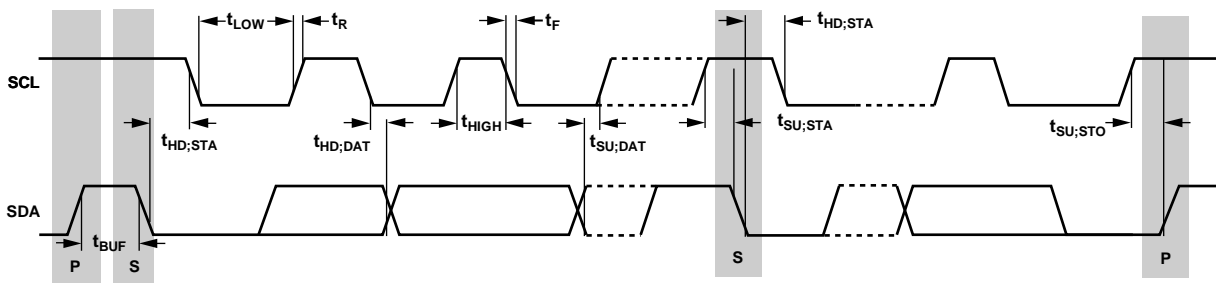 tLOW
tR
tF
tHD;STA
SCL
tHD;STA
tHD;DAT
tHIGH
tSU;DAT
tSU;STA
tSU;STO
SDA
tBUF
P
S
S
P